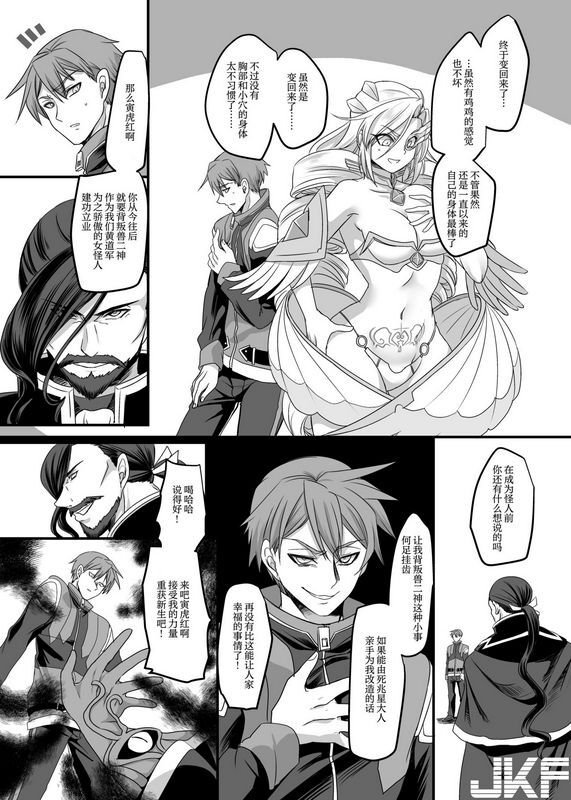 终于变回来了…
…虽然有鸡鸡的感觉
也不坏
不管果然
还是一直以来的
自己的身体
最棒了
虽然是
变回来了…
不过没有
胸部和小穴的身体
太不习惯了…
那么寅虎红啊
你从今往后
就要背叛兽二神
作为我们黄道军
为之骄傲的女怪人
建功立业
在成为怪人前
你还有什么想说的吗
让我背叛兽二神这种小事
何足挂齿
如果能由死兆星大人
亲手为我改造的话
再没有比这能让人家
幸福的事情了！
喝哈哈
说得好！
来吧寅虎红啊
接受我的力量
重获新生吧！
JKF